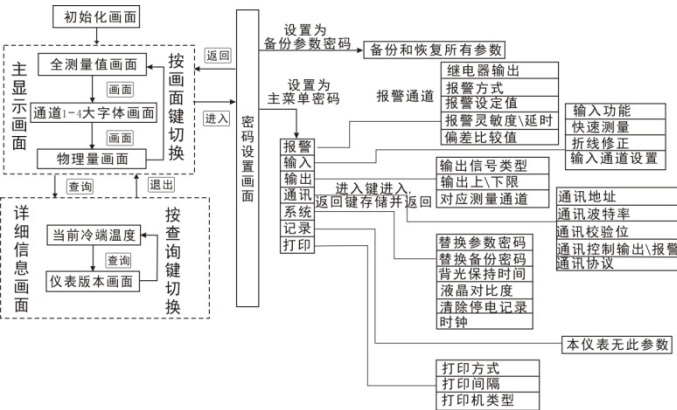 初始化画面
主显示画面
全测量值画面
画面
通道1-4大字体画面
画面
物理量画面
按画面键切换
返回
进入
查询
退出
详细信息画面
当前冷端温度
查询
仪表版本画面
按查询键切换
密码设置画面
设置为
备份参数密码
备份和恢复所有参数
设置为
主菜单密码
报警
输入
输出
通讯
系统
记录
打印
进入键进入,
返回键存储并返回
报警通道
继电器输出
报警方式
报警设定值
报警灵敏度\延时
偏差比较值
输入功能
快速测量
折线修正
输入通道设置
输出信号类型
输出上\下限
对应测量通道
通讯地址
通讯波特率
通讯校验位
通讯控制输出\报警
通讯协议
替换参数密码
替换备份密码
背光保持时间
液晶对比度
清除停电记录
时钟
本仪表无此参数
打印方式
打印间隔
打印机类型